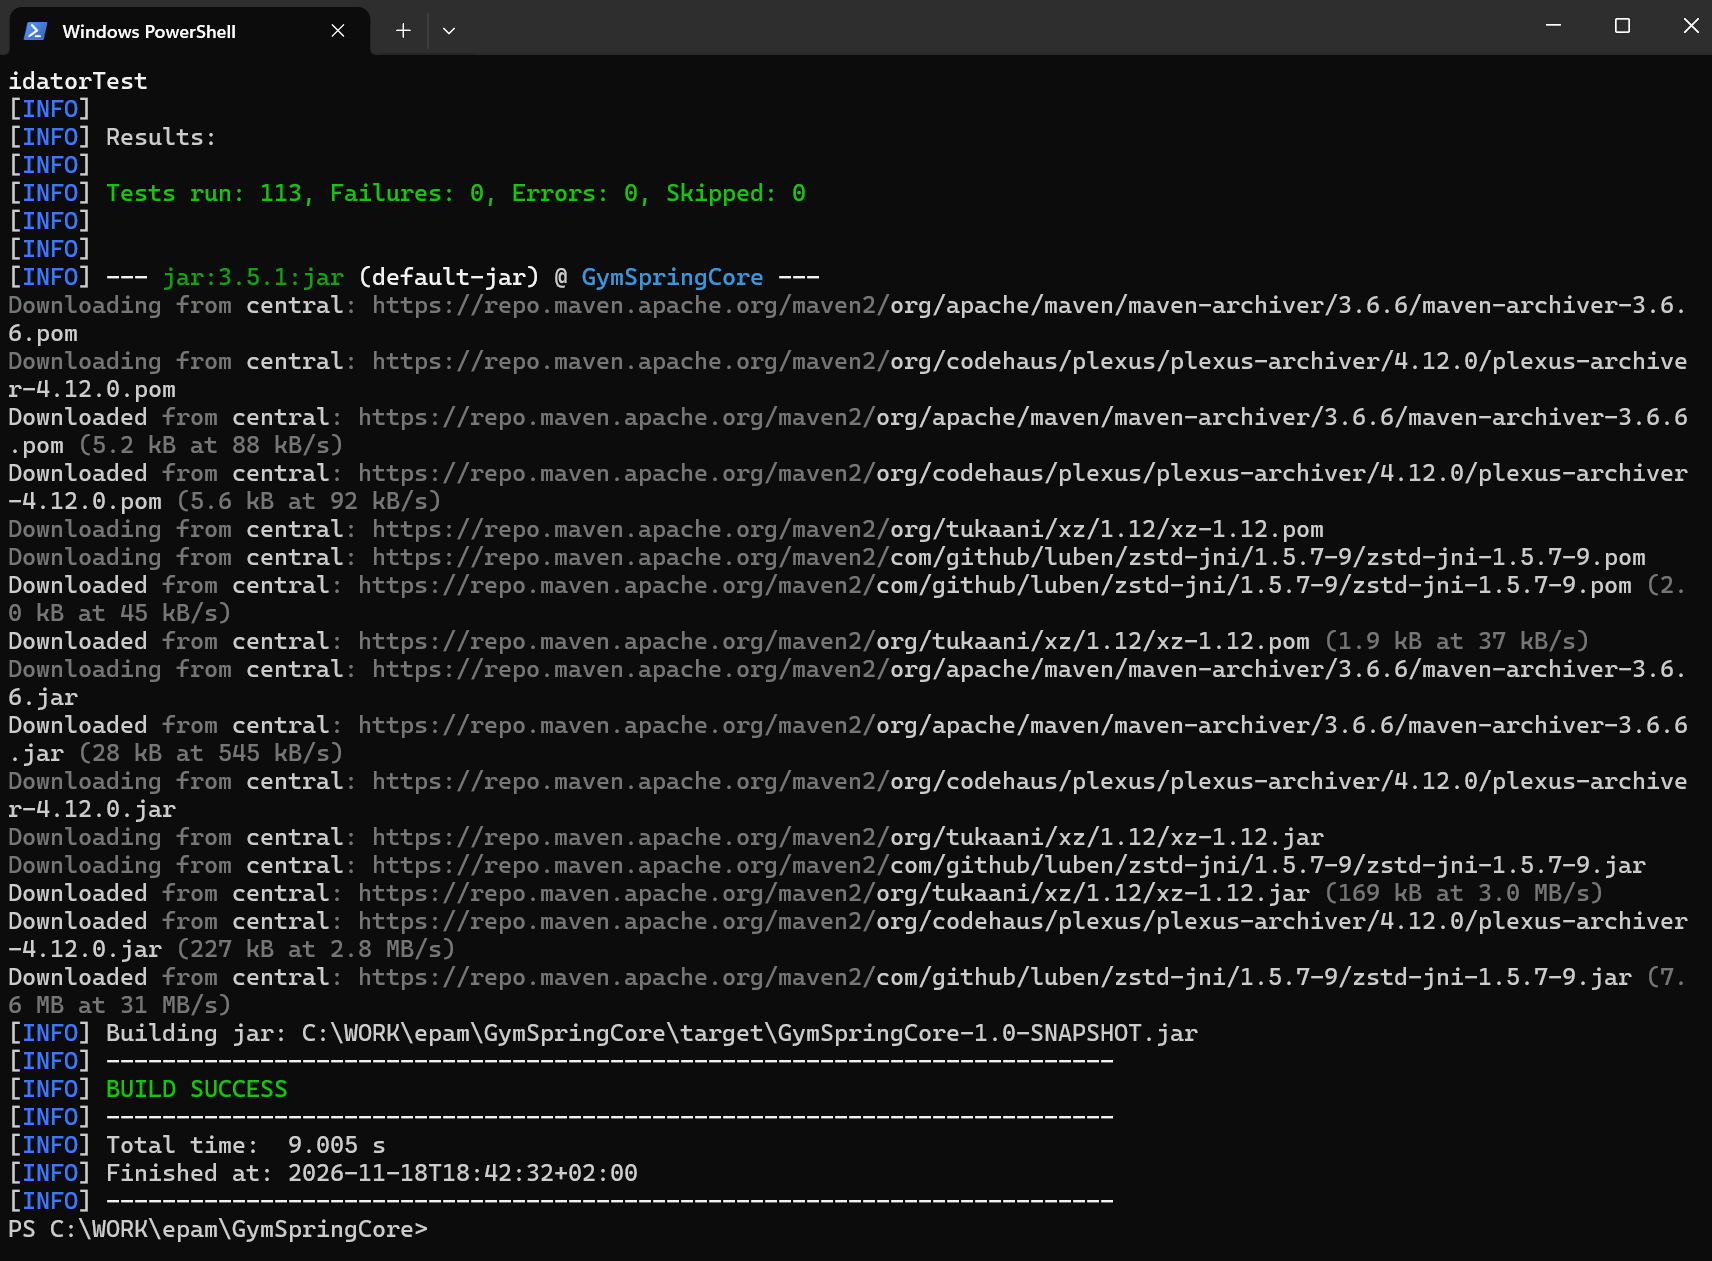 Windows PowerShell
idatorTest
[INFO]
[INFO] Results:
[INFO]
[INFO] Tests run: 113, Failures: 0, Errors: 0, Skipped: 0
[INFO]
[INFO]
[INFO] --- jar:3.5.1:jar (default-jar) @ GymSpringCore ---
Downloading from central: https://repo.maven.apache.org/maven2/org/apache/maven/maven-archiver/3.6.6/maven-archiver-3.6.
6.pom
Downloading from central: https://repo.maven.apache.org/maven2/org/codehaus/plexus/plexus-archiver/4.12.0/plexus-archive
r-4.12.0.pom
Downloaded from central: https://repo.maven.apache.org/maven2/org/apache/maven/maven-archiver/3.6.6/maven-archiver-3.6.6
.pom (5.2 kB at 88 kB/s)
Downloaded from central: https://repo.maven.apache.org/maven2/org/codehaus/plexus/plexus-archiver/4.12.0/plexus-archiver
-4.12.0.pom (5.6 kB at 92 kB/s)
Downloading from central: https://repo.maven.apache.org/maven2/org/tukaani/xz/1.12/xz-1.12.pom
Downloading from central: https://repo.maven.apache.org/maven2/com/github/luben/zstd-jni/1.5.7-9/zstd-jni-1.5.7-9.pom
Downloaded from central: https://repo.maven.apache.org/maven2/com/github/luben/zstd-jni/1.5.7-9/zstd-jni-1.5.7-9.pom (2.
0 kB at 45 kB/s)
Downloaded from central: https://repo.maven.apache.org/maven2/org/tukaani/xz/1.12/xz-1.12.pom (1.9 kB at 37 kB/s)
Downloading from central: https://repo.maven.apache.org/maven2/org/apache/maven/maven-archiver/3.6.6/maven-archiver-3.6.
6.jar
Downloaded from central: https://repo.maven.apache.org/maven2/org/apache/maven/maven-archiver/3.6.6/maven-archiver-3.6.6
.jar (28 kB at 545 kB/s)
Downloading from central: https://repo.maven.apache.org/maven2/org/codehaus/plexus/plexus-archiver/4.12.0/plexus-archive
r-4.12.0.jar
Downloading from central: https://repo.maven.apache.org/maven2/org/tukaani/xz/1.12/xz-1.12.jar
Downloading from central: https://repo.maven.apache.org/maven2/com/github/luben/zstd-jni/1.5.7-9/zstd-jni-1.5.7-9.jar
Downloaded from central: https://repo.maven.apache.org/maven2/org/tukaani/xz/1.12/xz-1.12.jar (169 kB at 3.0 MB/s)
Downloaded from central: https://repo.maven.apache.org/maven2/org/codehaus/plexus/plexus-archiver/4.12.0/plexus-archiver
-4.12.0.jar (227 kB at 2.8 MB/s)
Downloaded from central: https://repo.maven.apache.org/maven2/com/github/luben/zstd-jni/1.5.7-9/zstd-jni-1.5.7-9.jar (7.
6 MB at 31 MB/s)
[INFO] Building jar: C:\WORK\epam\GymSpringCore\target\GymSpringCore-1.0-SNAPSHOT.jar
[INFO] ------------------------------------------------------------------------
[INFO] BUILD SUCCESS
[INFO] ------------------------------------------------------------------------
[INFO] Total time:  9.005 s
[INFO] Finished at: 2026-11-18T18:42:32+02:00
[INFO] ------------------------------------------------------------------------
PS C:\WORK\epam\GymSpringCore>